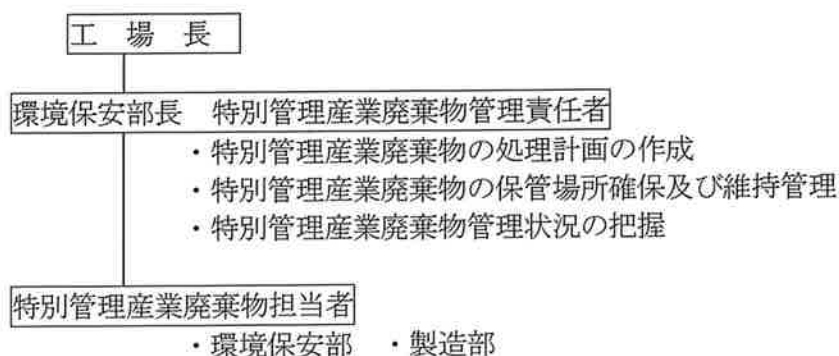 工　場　長
環境保安部長　特別管理産業廃棄物管理責任者
・特別管理産業廃棄物の処理計画の作成
・特別管理産業廃棄物の保管場所確保及び維持管理
・特別管理産業廃棄物管理状況の把握
特別管理産業廃棄物担当者
・環境保安部　・製造部